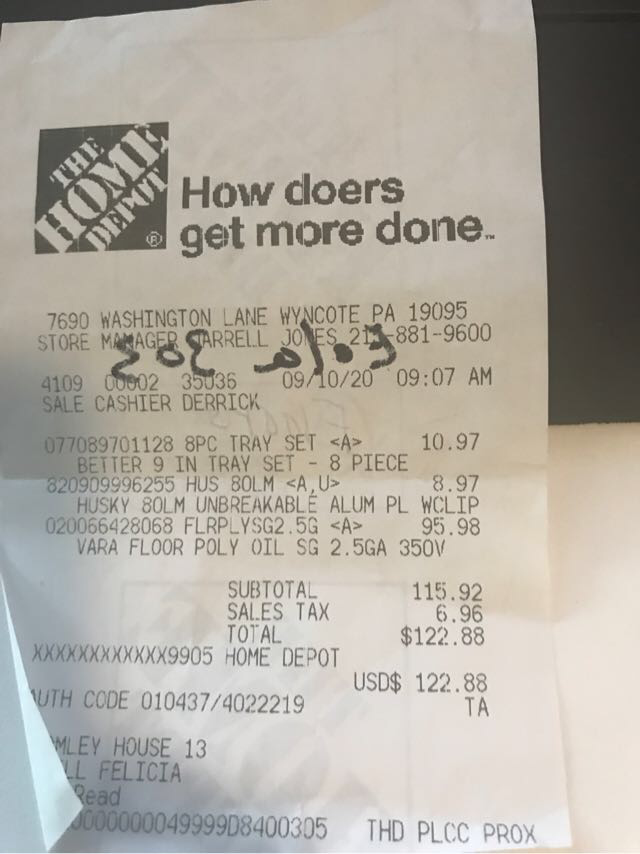 THE
HOME
DEPOT
®
How doers
get more done.™
7690 WASHINGTON LANE WYNCOTE PA 19095
STORE MANAGER TARRELL JONES 215-881-9600
4109 00002 35036 09/10/20 09:07 AM
SALE CASHIER DERRICK
077089701128 8PC TRAY SET <A> 10.97
BETTER 9 IN TRAY SET - 8 PIECE
820909996255 HUS 80LM <A,U> 8.97
HUSKY 80LM UNBREAKABLE ALUM PL WCLIP
020066428068 FLRPLYSG2.5G <A> 95.98
VARA FLOOR POLY OIL SG 2.5GA 350V
SUBTOTAL 115.92
SALES TAX 6.96
TOTAL $122.88
XXXXXXXXXXXX9905 HOME DEPOT
USD$ 122.88
AUTH CODE 010437/4022219 TA
MLEY HOUSE 13
LL FELICIA
Read
0000000049999D8400305 THD PLCC PROX